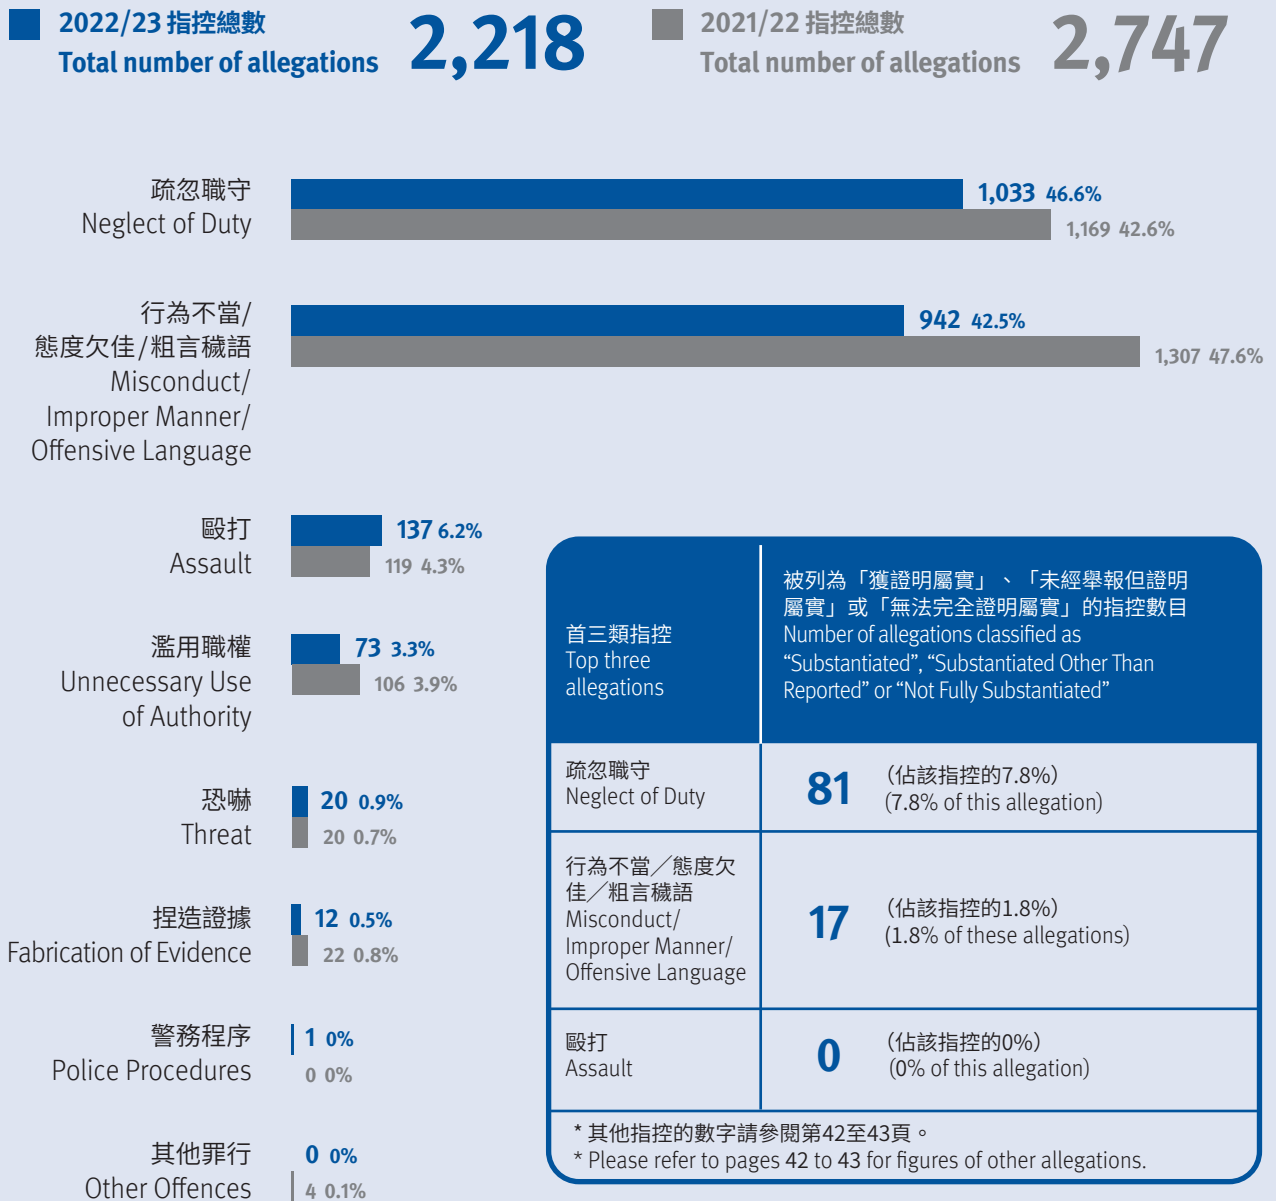 2022/23 指控總數
Total number of allegations
2,218
2021/22 指控總數
Total number of allegations
2,747
疏忽職守
Neglect of Duty
1,033 46.6%
1,169 42.6%
行為不當/
態度欠佳/粗言穢語
Misconduct/
Improper Manner/
Offensive Language
942 42.5%
1,307 47.6%
毆打
Assault
137 6.2%
119 4.3%
濫用職權
Unnecessary Use
of Authority
73 3.3%
106 3.9%
恐嚇
Threat
20 0.9%
20 0.7%
捏造證據
Fabrication of Evidence
12 0.5%
22 0.8%
警務程序
Police Procedures
1 0%
0 0%
其他罪行
Other Offences
0 0%
4 0.1%
首三類指控
Top three
allegations
被列為「獲證明屬實」、「未經舉報但證明
屬實」或「無法完全證明屬實」的指控數目
Number of allegations classified as
“Substantiated”, “Substantiated Other Than
Reported” or “Not Fully Substantiated”
疏忽職守
Neglect of Duty
81
（佔該指控的7.8%）
(7.8% of this allegation)
行為不當／態度欠
佳／粗言穢語
Misconduct/
Improper Manner/
Offensive Language
17
（佔該指控的1.8%）
(1.8% of these allegations)
毆打
Assault
0
（佔該指控的0%）
(0% of this allegation)
* 其他指控的數字請參閱第42至43頁。
* Please refer to pages 42 to 43 for figures of other allegations.